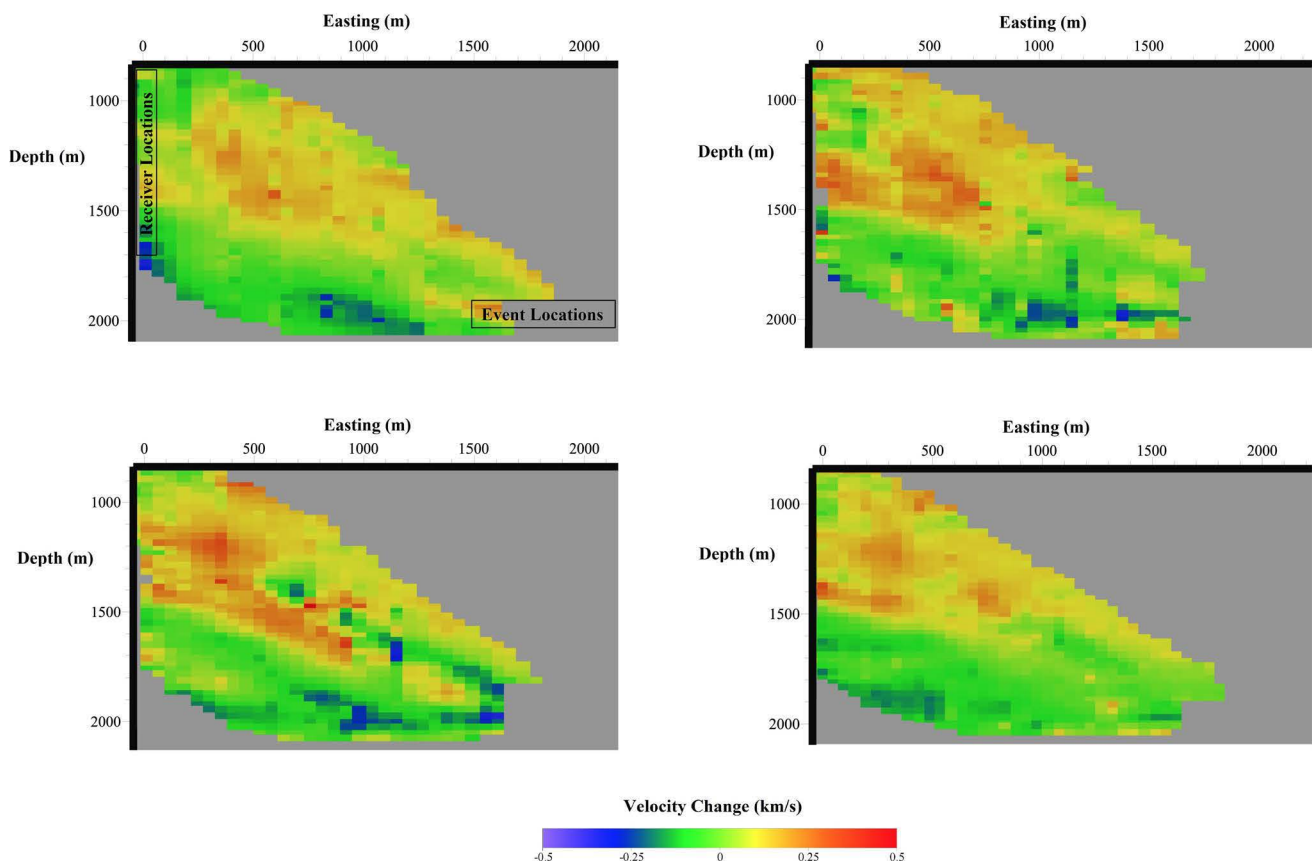 Easting (m)
0 500 1000 1500 2000
Depth (m)
1000
1500
2000
Receiver Locations
Event Locations
Easting (m)
0 500 1000 1500 2000
Depth (m)
1000
1500
2000
Easting (m)
0 500 1000 1500 2000
Depth (m)
1000
1500
2000
Easting (m)
0 500 1000 1500 2000
Depth (m)
1000
1500
2000
Velocity Change (km/s)
-0.5 -0.25 0 0.25 0.5